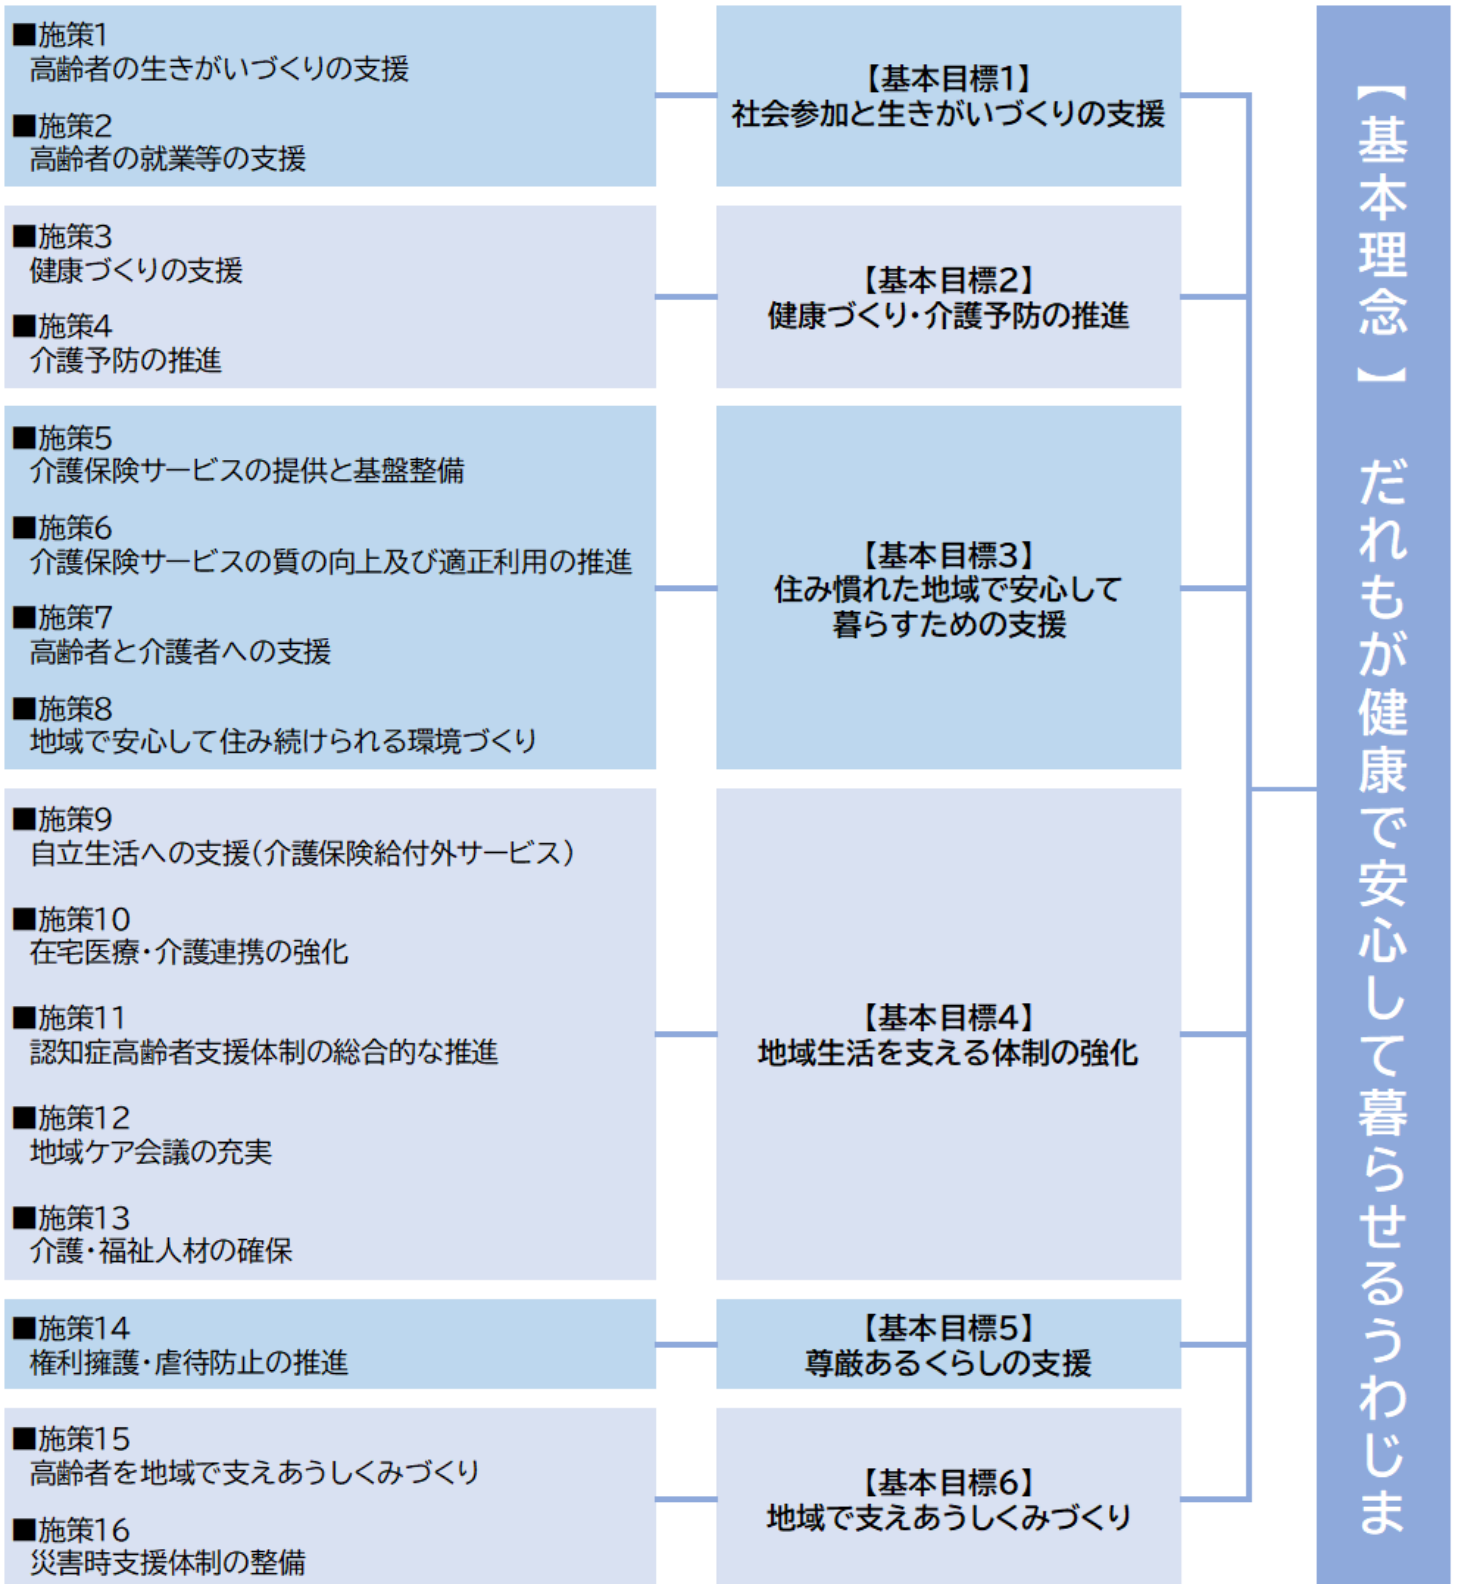 ■施策1
高齢者の生きがいづくりの支援
■施策2
高齢者の就業等の支援
【基本目標1】
社会参加と生きがいづくりの支援
■施策3
健康づくりの支援
■施策4
介護予防の推進
【基本目標2】
健康づくり・介護予防の推進
■施策5
介護保険サービスの提供と基盤整備
■施策6
介護保険サービスの質の向上及び適正利用の推進
■施策7
高齢者と介護者への支援
■施策8
地域で安心して住み続けられる環境づくり
【基本目標3】
住み慣れた地域で安心して
暮らすための支援
■施策9
自立生活への支援(介護保険給付外サービス)
■施策10
在宅医療・介護連携の強化
■施策11
認知症高齢者支援体制の総合的な推進
■施策12
地域ケア会議の充実
■施策13
介護・福祉人材の確保
【基本目標4】
地域生活を支える体制の強化
■施策14
権利擁護・虐待防止の推進
【基本目標5】
尊厳あるくらしの支援
■施策15
高齢者を地域で支えあうしくみづくり
■施策16
災害時支援体制の整備
【基本目標6】
地域で支えあうしくみづくり
【基本理念】 だれもが健康で安心して暮らせるうわじま